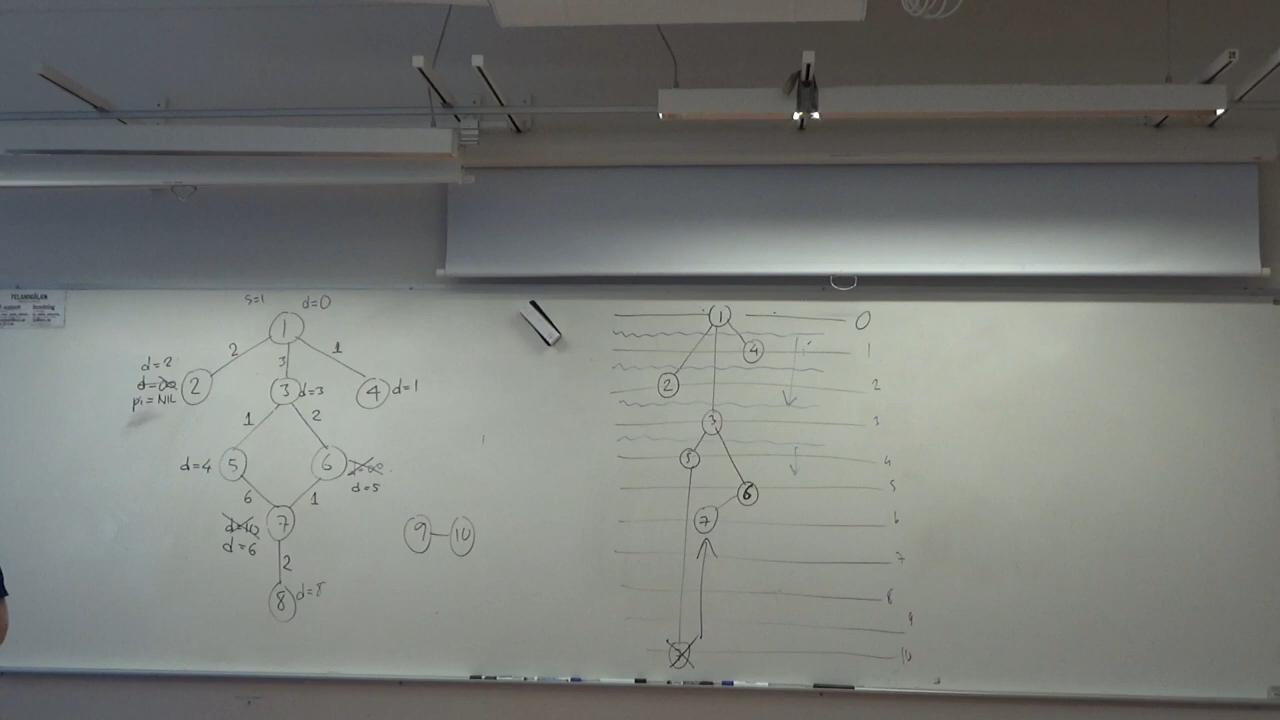 FELANMÄLAN
s=1 d=0
1
2 3 1
d=2
d=∞
pi=NIL
2
3 d=3
4 d=1
1 2
d=4 5
6
d=5
6 1
d=10
d=6
7
9 10
2
8 d=8
1 0
4 1
2 2
3 3
5 4
6 5
7 6
7
8
9
10